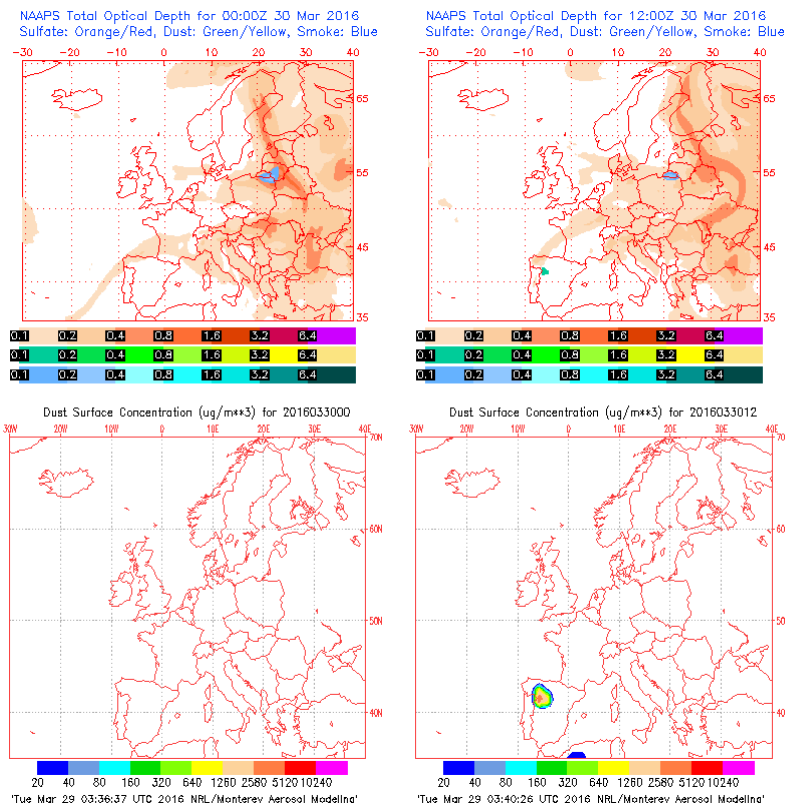 NAAPS Total Optical Depth for 00:00Z 30 Mar 2016
Sulfate: Orange/Red, Dust: Green/Yellow, Smoke: Blue
-30 -20 -10 0 10 20 30 40
65
55
45
35
0.1 0.2 0.4 0.8 1.6 3.2 6.4
0.1 0.2 0.4 0.8 1.6 3.2 6.4
0.1 0.2 0.4 0.8 1.6 3.2 6.4
NAAPS Total Optical Depth for 12:00Z 30 Mar 2016
Sulfate: Orange/Red, Dust: Green/Yellow, Smoke: Blue
-30 -20 -10 0 10 20 30 40
65
55
45
35
0.1 0.2 0.4 0.8 1.6 3.2 6.4
0.1 0.2 0.4 0.8 1.6 3.2 6.4
0.1 0.2 0.4 0.8 1.6 3.2 6.4
Dust Surface Concentration (ug/m**3) for 2016033000
30W 20W 10W 0 10E 20E 30E 40E
70N
60N
50N
40N
20 40 80 160 320 640 1280 2560 5120 10240
'Tue Mar 29 03:36:37 UTC 2016 NRL/Monterey Aerosol Modeling'
Dust Surface Concentration (ug/m**3) for 2016033012
30W 20W 10W 0 10E 20E 30E 40
70
60
50
40
20 40 80 160 320 640 1280 2560 5120 10240
'Tue Mar 29 03:40:26 UTC 2016 NRL/Monterey Aerosol Modeling'